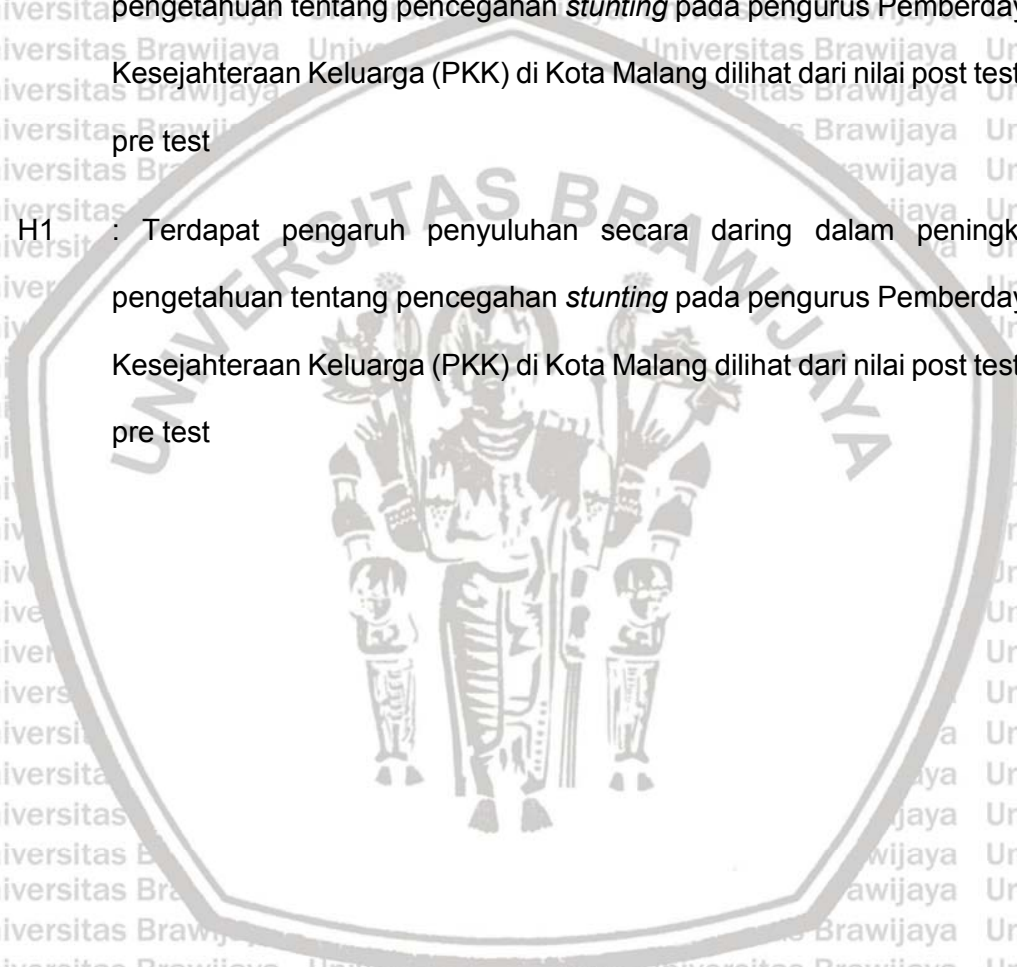 pengetahuan tentang pencegahan stunting pada pengurus Pemberday
Kesejahteraan Keluarga (PKK) di Kota Malang dilihat dari nilai post test
pre test
H1 : Terdapat pengaruh penyuluhan secara daring dalam peningk
pengetahuan tentang pencegahan stunting pada pengurus Pemberday
Kesejahteraan Keluarga (PKK) di Kota Malang dilihat dari nilai post test
pre test
UNIVERSITAS BRAWIJAYA